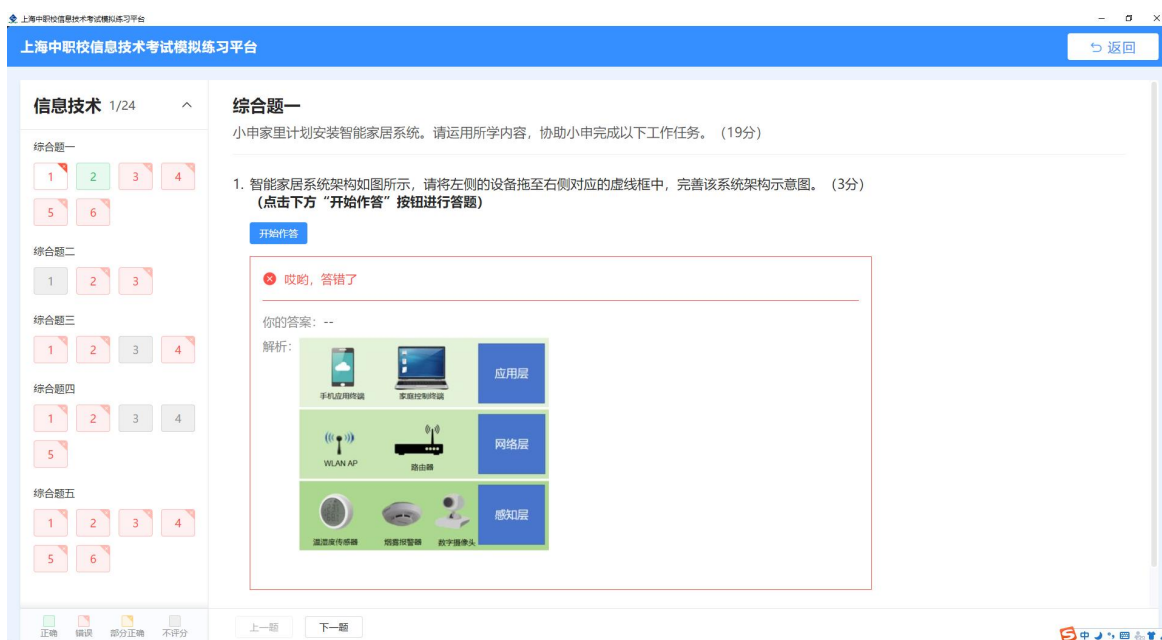 上海中职校信息技术考试模拟练习平台
上海中职校信息技术考试模拟练习平台
返回
信息技术 1/24
综合题一
1 2 3 4
5 6
综合题二
1 2 3
综合题三
1 2 3 4
综合题四
1 2 3 4
5
综合题五
1 2 3 4
5 6
正确 错误 部分正确 不评分
综合题一
小申家里计划安装智能家居系统。请运用所学内容，协助小申完成以下工作任务。（19分）
1. 智能家居系统架构如图所示，请将左侧的设备拖至右侧对应的虚线框中，完善该系统架构示意图。（3分）
（点击下方“开始作答”按钮进行答题）
开始作答
哎哟，答错了
你的答案：--
解析：
手机应用终端 家庭控制终端 应用层
WLAN AP 路由器 网络层
温湿度传感器 烟雾报警器 数字摄像头 感知层
上一题 下一题
中